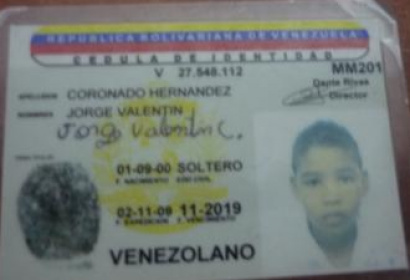 REPUBLICA BOLIVARIANA DE VENEZUELA
CEDULA DE IDENTIDAD
V 27.548.112 MM201
Dante Rivas
Director
APELLIDOS CORONADO HERNANDEZ
NOMBRES JORGE VALENTIN
Jorge Valentin C.
01-09-00 SOLTERO
F. NACIMIENTO EDO CIVIL
02-11-09 11-2019
F. EXPEDICION F. VENCIMIENTO
VENEZOLANO